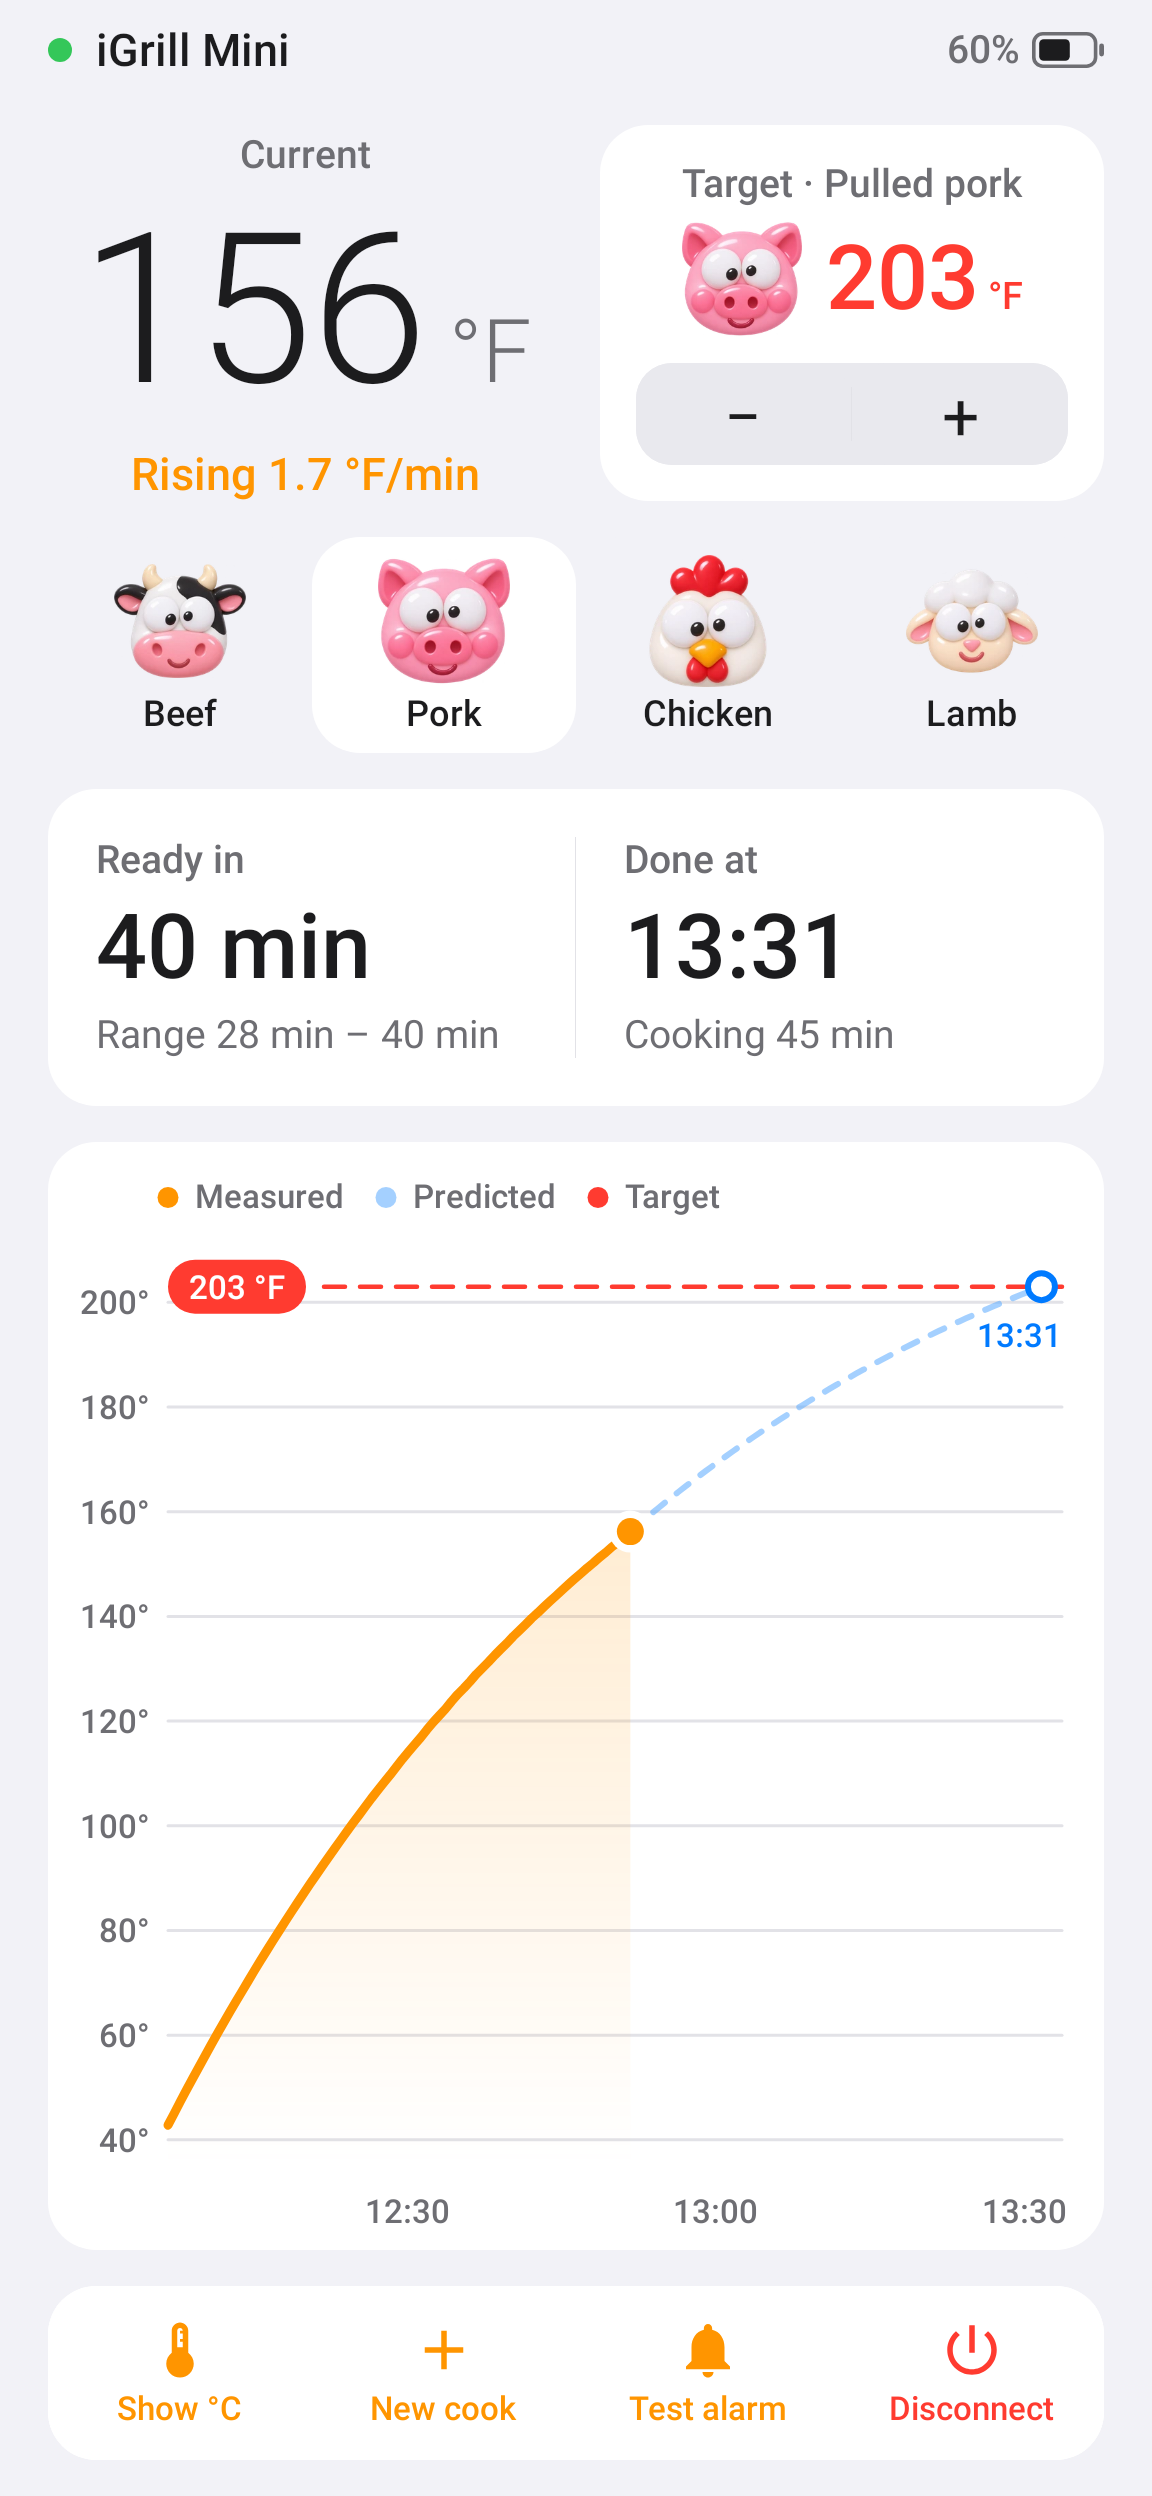 iGrill Mini
60%
Current
156 °F
Rising 1.7 °F/min
Target · Pulled pork
203 °F
− +
Beef
Pork
Chicken
Lamb
Ready in
40 min
Range 28 min – 40 min
Done at
13:31
Cooking 45 min
Measured
Predicted
Target
203 °F
13:31
200°
180°
160°
140°
120°
100°
80°
60°
40°
12:30
13:00
13:30
Show °C
New cook
Test alarm
Disconnect